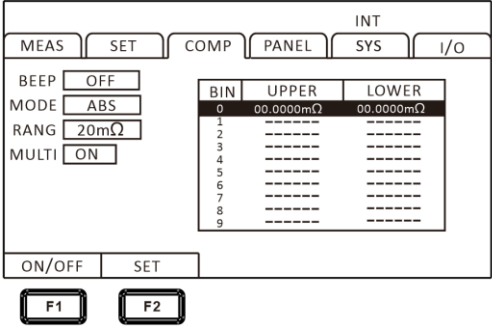 INT
MEAS SET COMP PANEL SYS I/O
BEEP OFF
MODE ABS
RANG 20mΩ
MULTI ON
BIN UPPER LOWER
0 00.0000mΩ 00.0000mΩ
1 ------ ------
2 ------ ------
3 ------ ------
4 ------ ------
5 ------ ------
6 ------ ------
7 ------ ------
8 ------ ------
9 ------ ------
ON/OFF SET
F1 F2